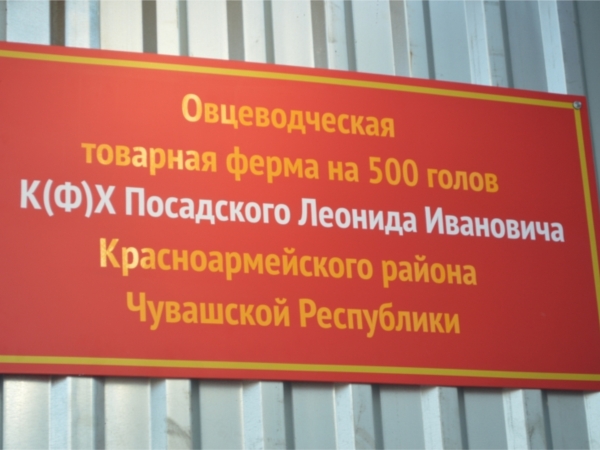 Овцеводческая
товарная ферма на 500 голов
К(Ф)Х Посадского Леонида Ивановича
Красноармейского района
Чувашской Республики